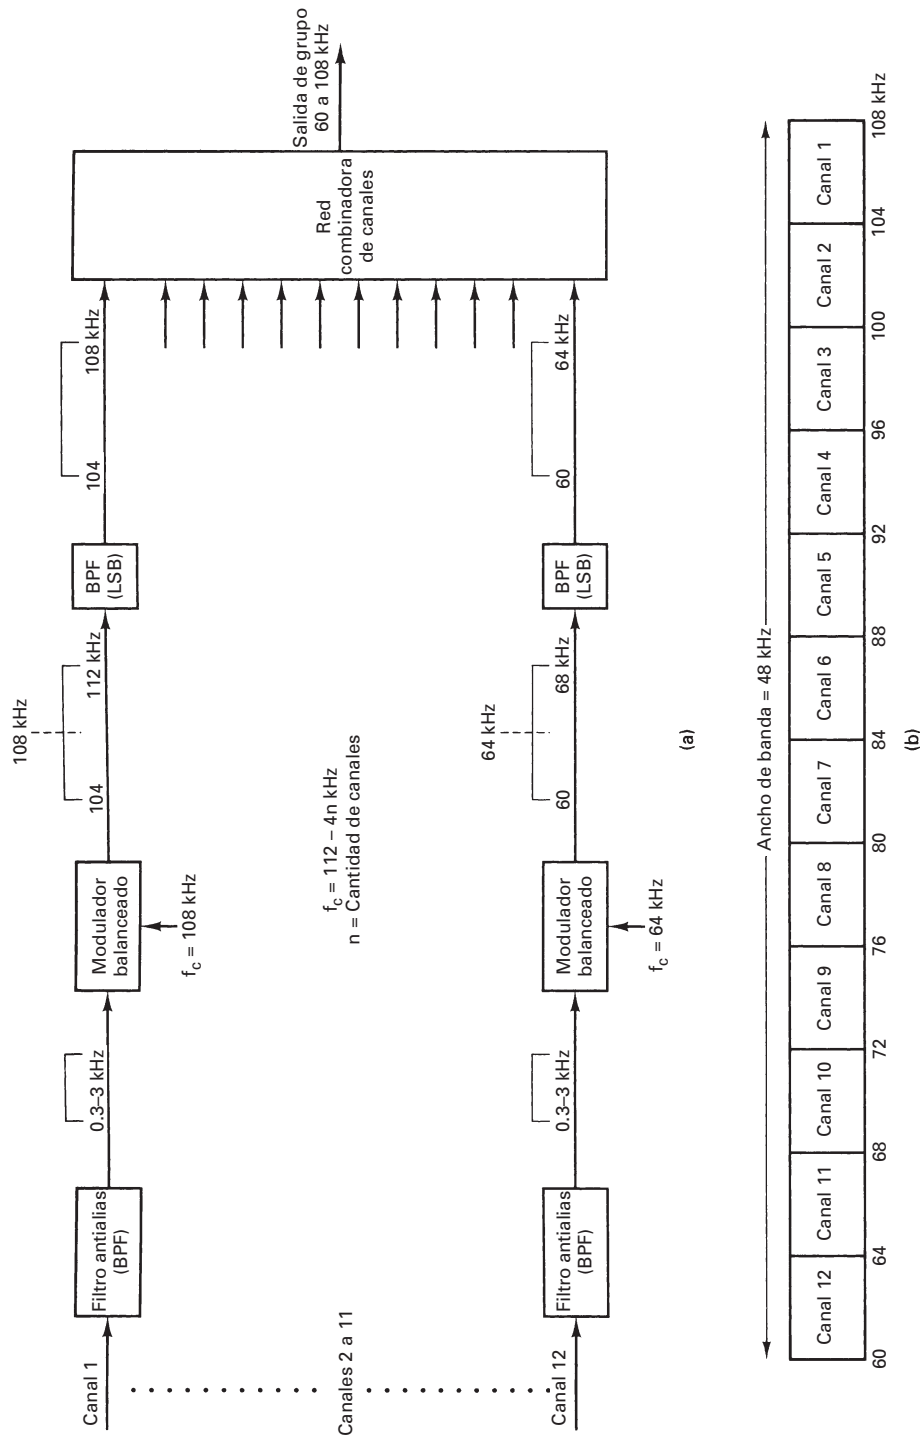 Canal 1
Filtro antialias
(BPF)
0.3–3 kHz
Modulador
balanceado
f_c = 108 kHz
108 kHz
104
112 kHz
BPF
(LSB)
104
108 kHz
Red
combinadora
de canales
Salida de grupo
60 a 108 kHz
Canales 2 a 11
f_c = 112 – 4n kHz
n = Cantidad de canales
Canal 12
Filtro antialias
(BPF)
0.3–3 kHz
Modulador
balanceado
f_c = 64 kHz
64 kHz
60
68 kHz
BPF
(LSB)
60
64 kHz
(a)
Ancho de banda = 48 kHz
Canal 12
Canal 11
Canal 10
Canal 9
Canal 8
Canal 7
Canal 6
Canal 5
Canal 4
Canal 3
Canal 2
Canal 1
60
64
68
72
76
80
84
88
92
96
100
104
108 kHz
(b)